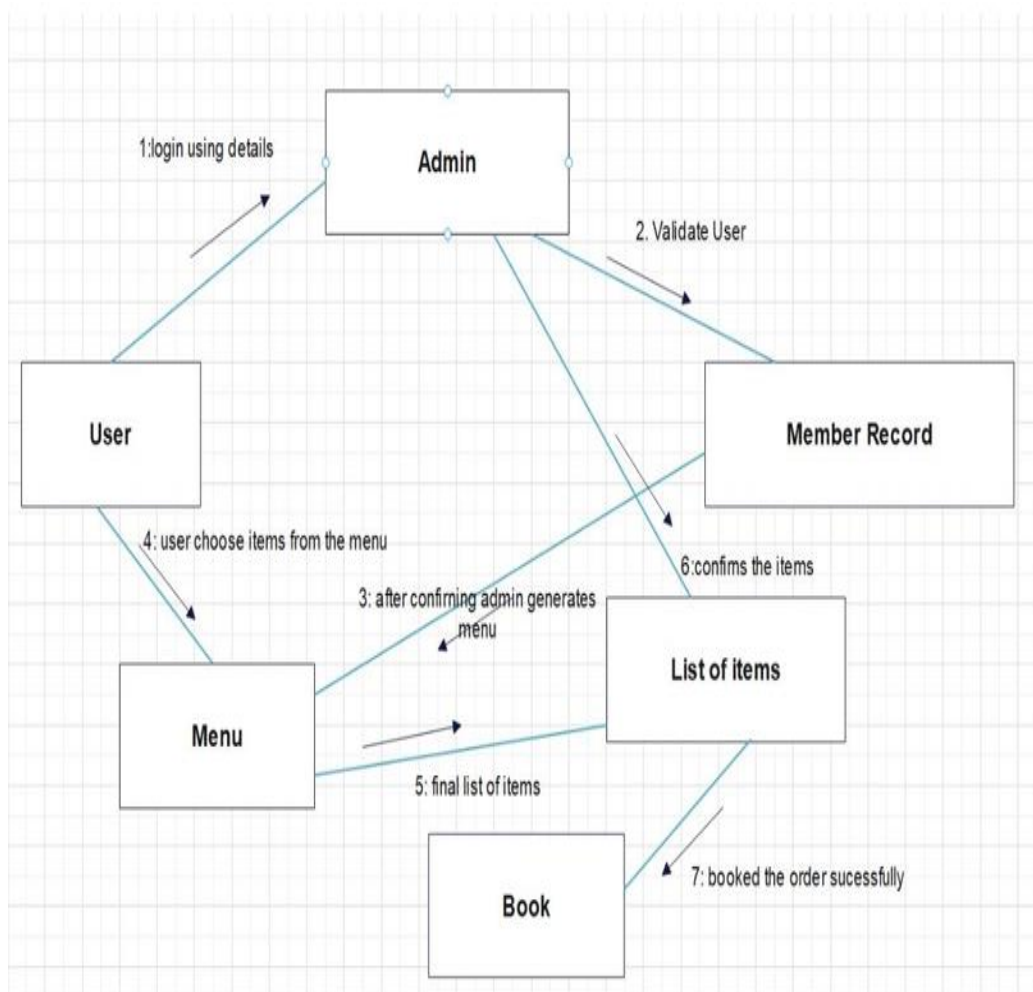 Admin
1:login using details
2. Validate User
User
Member Record
4: user choose items from the menu
6:confims the items
3: after confirming admin generates
menu
List of items
Menu
5: final list of items
7: booked the order sucessfully
Book